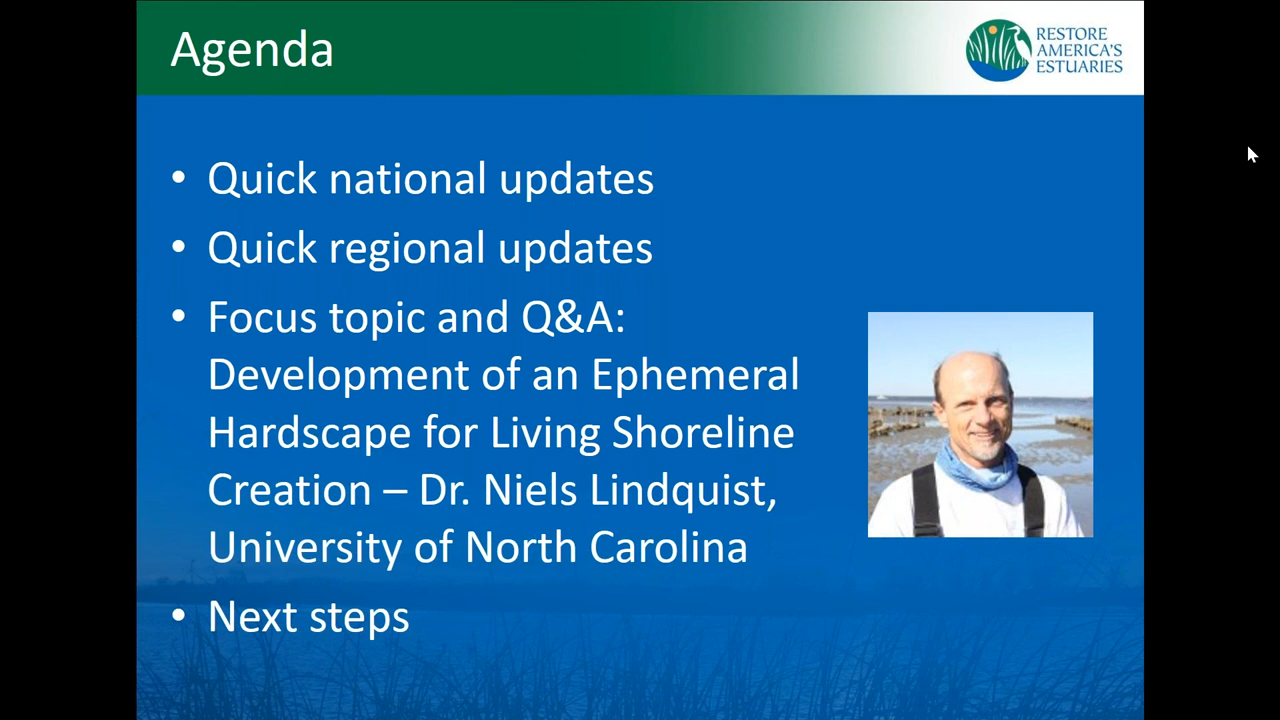 Agenda
RESTORE
AMERICA'S
ESTUARIES
• Quick national updates
• Quick regional updates
• Focus topic and Q&A:
Development of an Ephemeral
Hardscape for Living Shoreline
Creation – Dr. Niels Lindquist,
University of North Carolina
• Next steps